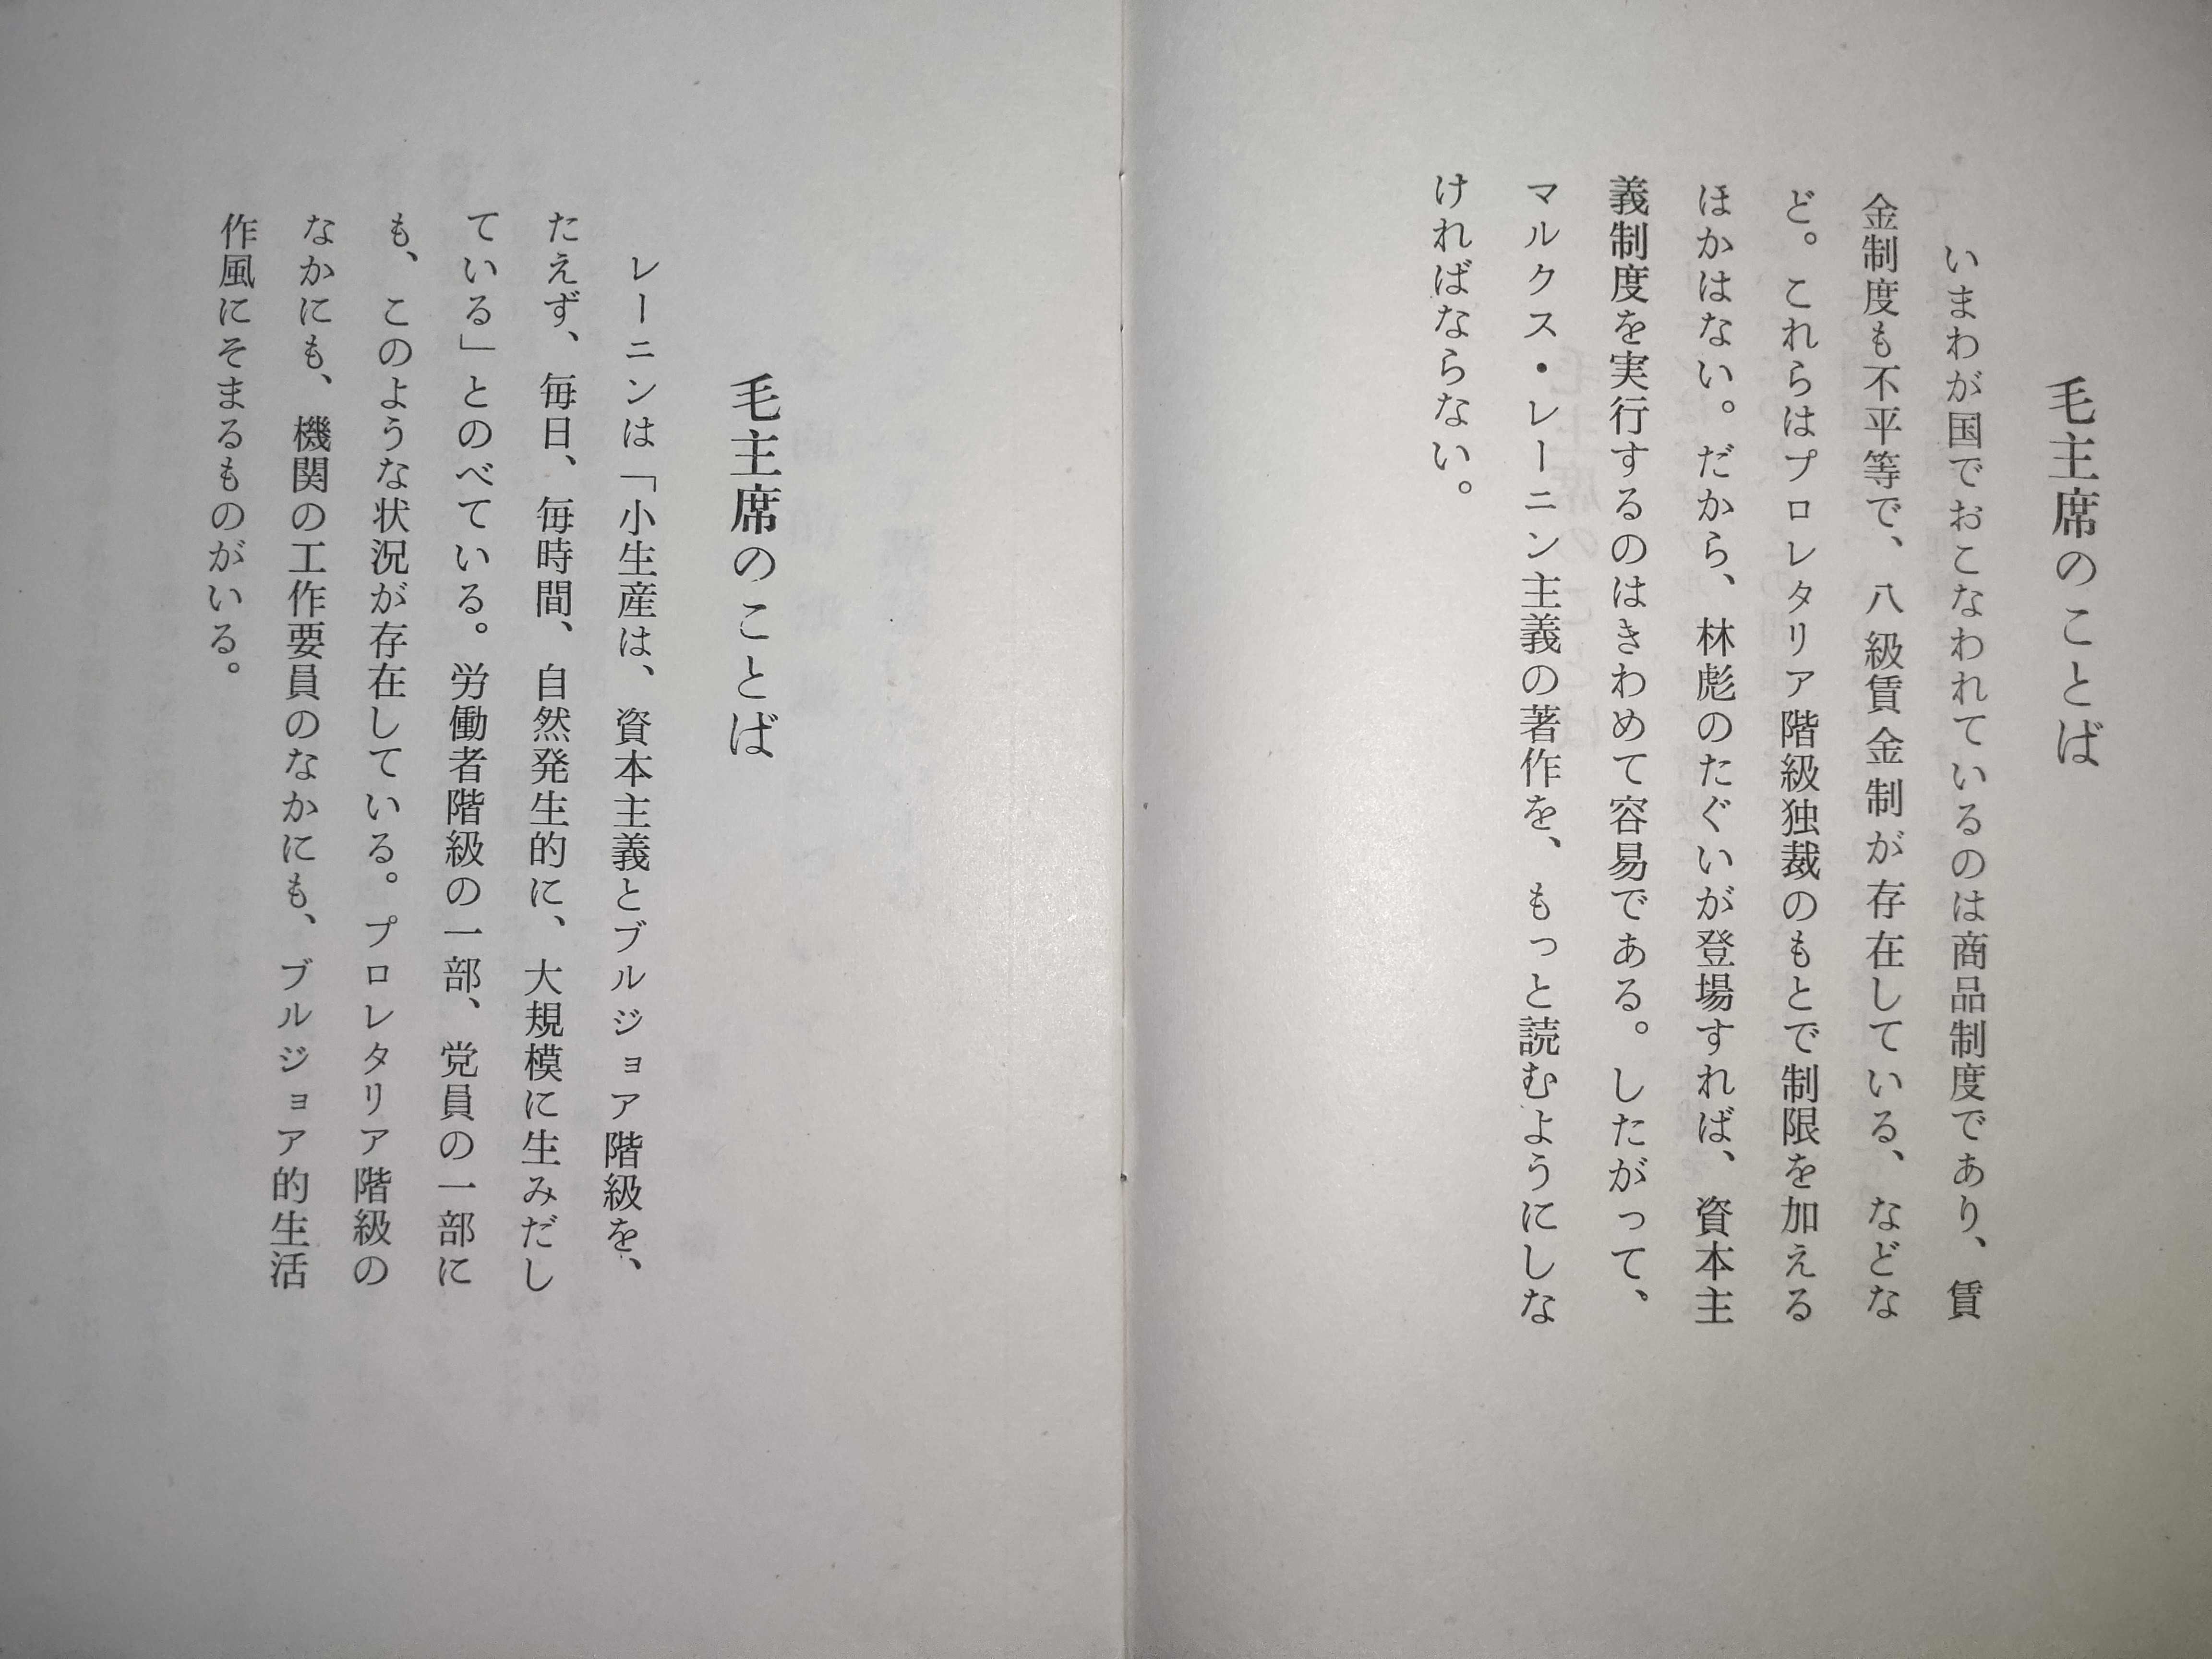 毛主席のことば
いまわが国でおこなわれているのは商品制度であり、賃
金制度も不平等で、八級賃金制が存在している、などな
ど。これらはプロレタリア階級独裁のもとで制限を加える
ほかはない。だから、林彪のたぐいが登場すれば、資本主
義制度を実行するのはきわめて容易である。したがって、
マルクス・レーニン主義の著作を、もっと読むようにしな
ければならない。
毛主席のことば
レーニンは「小生産は、資本主義とブルジョア階級を、
たえず、毎日、毎時間、自然発生的に、大規模に生みだし
ている」とのべている。労働者階級の一部、党員の一部に
も、このような状況が存在している。プロレタリア階級の
なかにも、機関の工作要員のなかにも、ブルジョア的生活
作風にそまるものがいる。